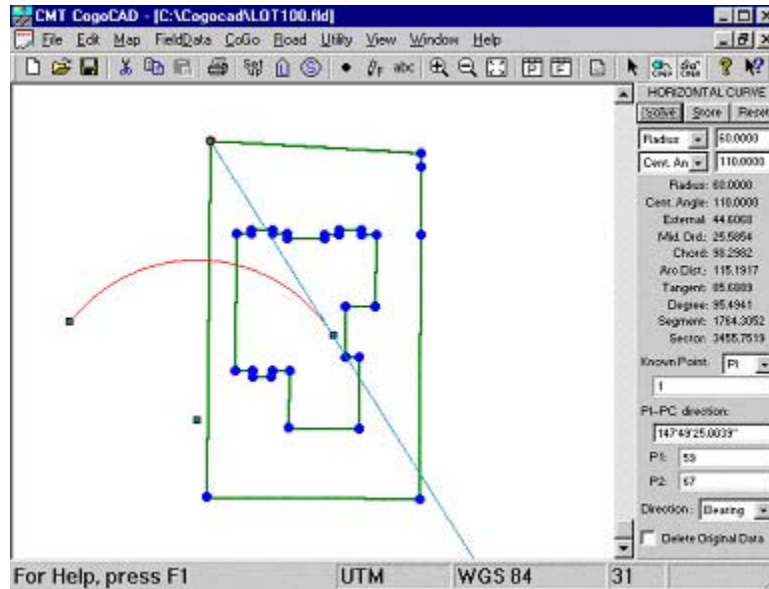 CMT CogoCAD - [C:\Cogocad\LOT100.fld]
File Edit Map FieldData CoGo Road Utility View Window Help
abc
HORIZONTAL CURVE
Solve Store Reset
Radius 60.0000
Cent. An 110.0000
Radius: 60.0000
Cent. Angle: 110.0000
External: 44.6068
Mid. Ord.: 25.5854
Chord: 98.2982
Arc Dist.: 115.1917
Tangent: 85.6889
Degree: 95.4941
Segment: 1764.3052
Sector: 3455.7519
Known Point: PI
1
PI-PC direction:
147°49'25.0039"
P1: 59
P2: 67
Direction: Bearing
Delete Original Data
For Help, press F1 UTM WGS 84 31